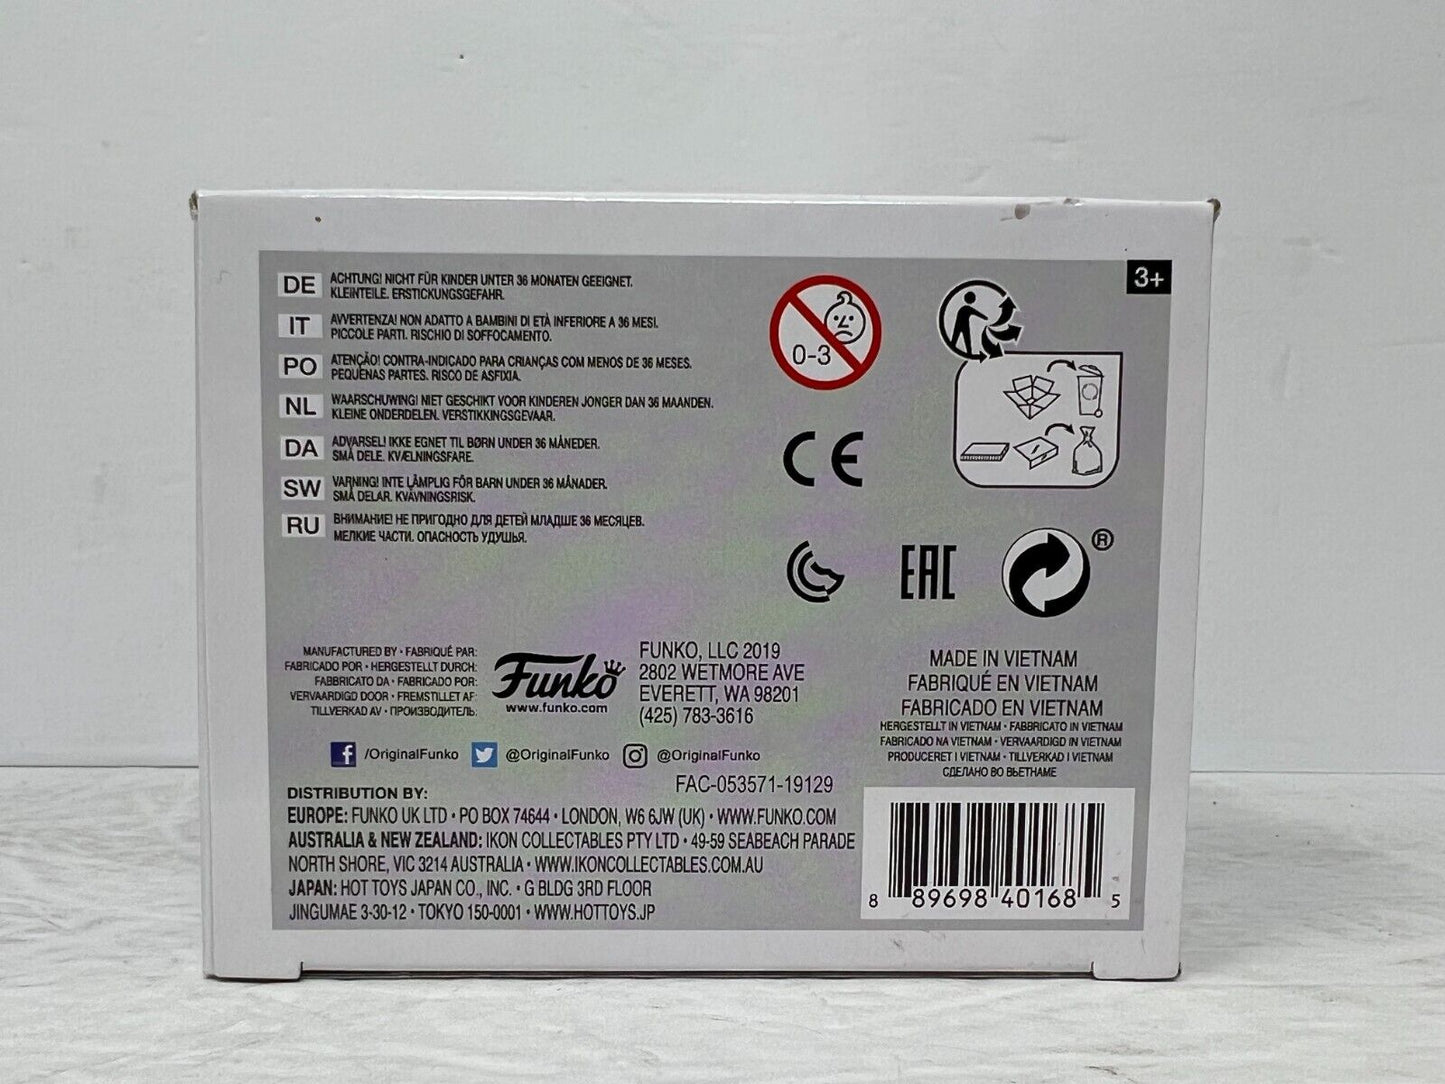 3+
DE ACHTUNG! NICHT FÜR KINDER UNTER 36 MONATEN GEEIGNET.
KLEINTEILE. ERSTICKUNGSGEFAHR.
IT AVVERTENZA! NON ADATTO A BAMBINI DI ETÀ INFERIORE A 36 MESI.
PICCOLE PARTI. RISCHIO DI SOFFOCAMENTO.
PO ATENÇÃO! CONTRA-INDICADO PARA CRIANÇAS COM MENOS DE 36 MESES.
PEQUENAS PARTES. RISCO DE ASFIXIA.
NL WAARSCHUWING! NIET GESCHIKT VOOR KINDEREN JONGER DAN 36 MAANDEN.
KLEINE ONDERDELEN. VERSTIKKINGSGEVAAR.
DA ADVARSEL! IKKE EGNET TIL BØRN UNDER 36 MÅNEDER.
SMÅ DELE. KVÆLNINGSFARE.
SW VARNING! INTE LÄMPLIG FÖR BARN UNDER 36 MÅNADER.
SMÅ DELAR. KVÄVNINGSRISK.
RU ВНИМАНИЕ! НЕ ПРИГОДНО ДЛЯ ДЕТЕЙ МЛАДШЕ 36 МЕСЯЦЕВ.
МЕЛКИЕ ЧАСТИ. ОПАСНОСТЬ УДУШЬЯ.
0-3
CE
EAC
®
MANUFACTURED BY • FABRIQUÉ PAR:
FABRICADO POR • HERGESTELLT DURCH:
FABBRICATO DA • FABRICADO POR:
VERVAARDIGD DOOR • FREMSTILLET AF:
TILLVERKAD AV • ПРОИЗВОДИТЕЛЬ:
Funko
www.funko.com
FUNKO, LLC 2019
2802 WETMORE AVE
EVERETT, WA 98201
(425) 783-3616
/OriginalFunko @OriginalFunko @OriginalFunko
FAC-053571-19129
DISTRIBUTION BY:
EUROPE: FUNKO UK LTD • PO BOX 74644 • LONDON, W6 6JW (UK) • WWW.FUNKO.COM
AUSTRALIA & NEW ZEALAND: IKON COLLECTABLES PTY LTD • 49-59 SEABEACH PARADE
NORTH SHORE, VIC 3214 AUSTRALIA • WWW.IKONCOLLECTABLES.COM.AU
JAPAN: HOT TOYS JAPAN CO., INC. • G BLDG 3RD FLOOR
JINGUMAE 3-30-12 • TOKYO 150-0001 • WWW.HOTTOYS.JP
MADE IN VIETNAM
FABRIQUÉ EN VIETNAM
FABRICADO EN VIETNAM
HERGESTELLT IN VIETNAM • FABBRICATO IN VIETNAM
FABRICADO NA VIETNAM • VERVAARDIGD IN VIETNAM
PRODUCERET I VIETNAM • TILLVERKAD I VIETNAM
СДЕЛАНО ВО ВЬЕТНАМЕ
8 89698 40168 5